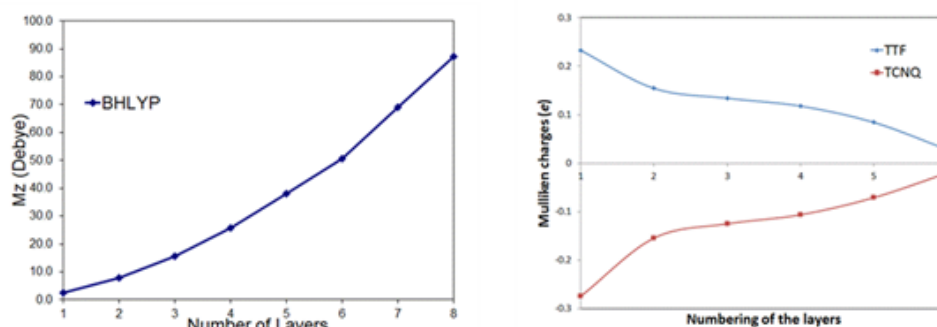 100.0
90.0
80.0
70.0
60.0
50.0
40.0
30.0
20.0
10.0
0.0
Mz (Debye)
BHLYP
1 2 3 4 5 6 7 8
Number of Layers
0.3
0.2
0.1
0
-0.1
-0.2
-0.3
Mulliken charges (e)
TTF
TCNQ
1 2 3 4 5
Numbering of the layers